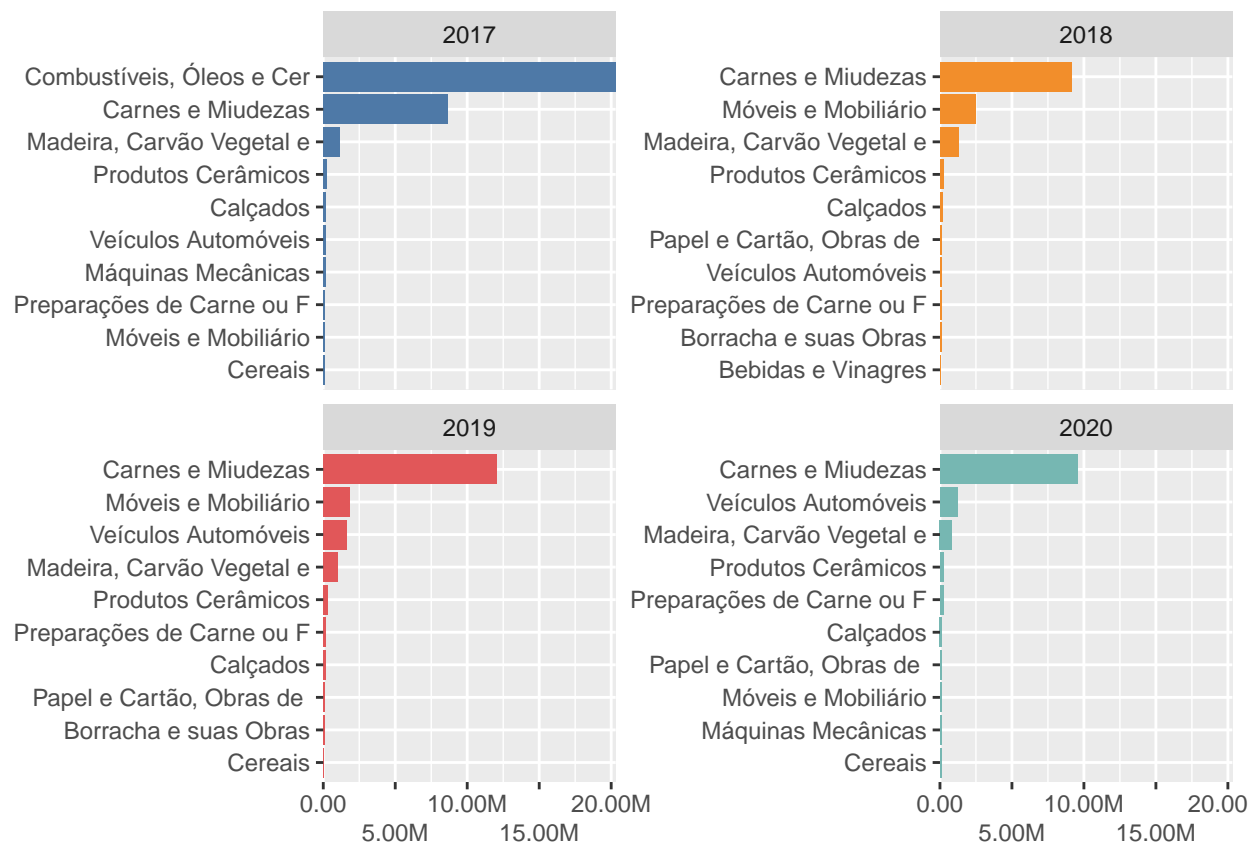 2017
Combustíveis, Óleos e Cer
Carnes e Miudezas
Madeira, Carvão Vegetal e
Produtos Cerâmicos
Calçados
Veículos Automóveis
Máquinas Mecânicas
Preparações de Carne ou F
Móveis e Mobiliário
Cereais
2018
Carnes e Miudezas
Móveis e Mobiliário
Madeira, Carvão Vegetal e
Produtos Cerâmicos
Calçados
Papel e Cartão, Obras de
Veículos Automóveis
Preparações de Carne ou F
Borracha e suas Obras
Bebidas e Vinagres
2019
Carnes e Miudezas
Móveis e Mobiliário
Veículos Automóveis
Madeira, Carvão Vegetal e
Produtos Cerâmicos
Preparações de Carne ou F
Calçados
Papel e Cartão, Obras de
Borracha e suas Obras
Cereais
0.00 10.00M 20.00M
5.00M 15.00M
2020
Carnes e Miudezas
Veículos Automóveis
Madeira, Carvão Vegetal e
Produtos Cerâmicos
Preparações de Carne ou F
Calçados
Papel e Cartão, Obras de
Móveis e Mobiliário
Máquinas Mecânicas
Cereais
0.00 10.00M 20.00
5.00M 15.00M